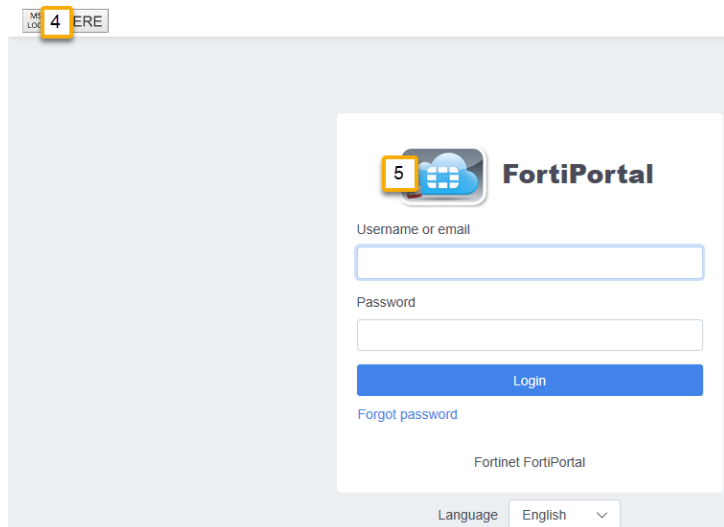 4 ERE
5
FortiPortal
Username or email
Password
Login
Forgot password
Fortinet FortiPortal
Language English